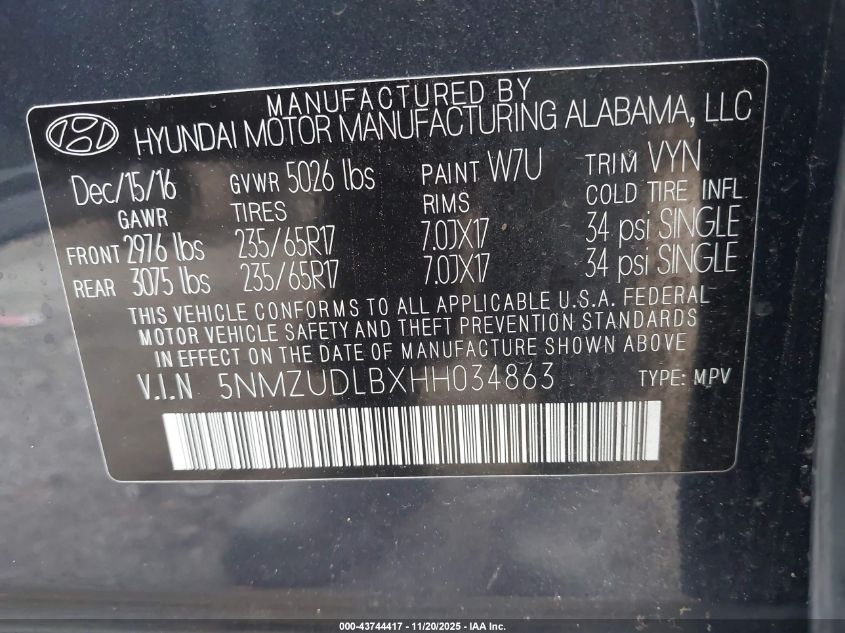 MANUFACTURED BY
HYUNDAI MOTOR MANUFACTURING ALABAMA, LLC
Dec/15/16 GVWR 5026 lbs PAINT W7U TRIM VYN
GAWR TIRES RIMS COLD TIRE INFL
FRONT 2976 lbs 235/65R17 7.0JX17 34 psi SINGLE
REAR 3075 lbs 235/65R17 7.0JX17 34 psi SINGLE
THIS VEHICLE CONFORMS TO ALL APPLICABLE U.S.A. FEDERAL
MOTOR VEHICLE SAFETY AND THEFT PREVENTION STANDARDS
IN EFFECT ON THE DATE OF MANUFACTURE SHOWN ABOVE.
V.I.N 5NMZUDLBXHH034863 TYPE: MPV
000-43744417 - 11/20/2025 - IAA Inc.